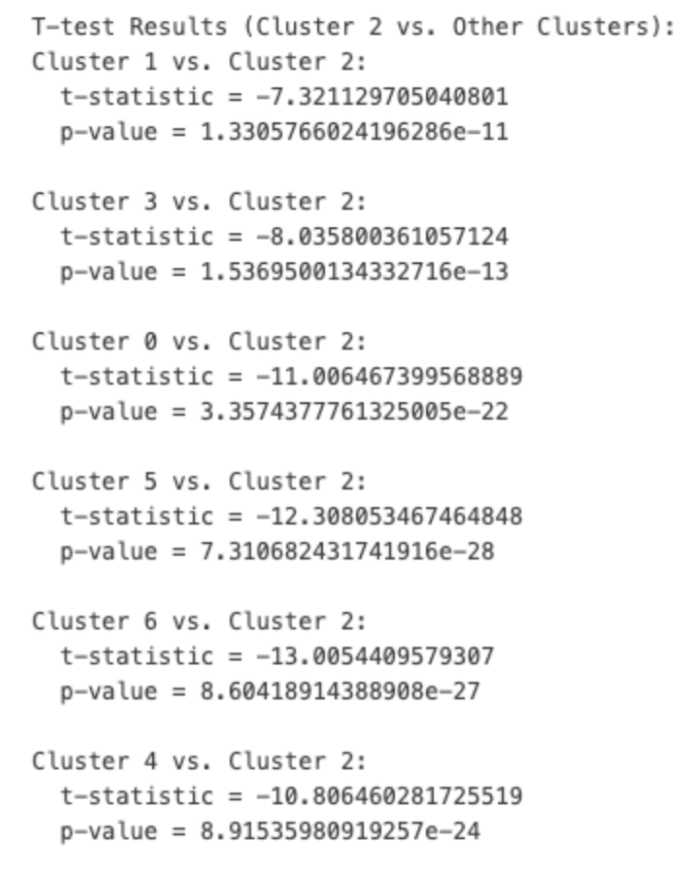 T-test Results (Cluster 2 vs. Other Clusters):
Cluster 1 vs. Cluster 2:
t-statistic = -7.321129705040801
p-value = 1.3305766024196286e-11
Cluster 3 vs. Cluster 2:
t-statistic = -8.035800361057124
p-value = 1.5369500134332716e-13
Cluster 0 vs. Cluster 2:
t-statistic = -11.006467399568889
p-value = 3.3574377761325005e-22
Cluster 5 vs. Cluster 2:
t-statistic = -12.308053467464848
p-value = 7.310682431741916e-28
Cluster 6 vs. Cluster 2:
t-statistic = -13.0054409579307
p-value = 8.60418914388908e-27
Cluster 4 vs. Cluster 2:
t-statistic = -10.806460281725519
p-value = 8.91535980919257e-24